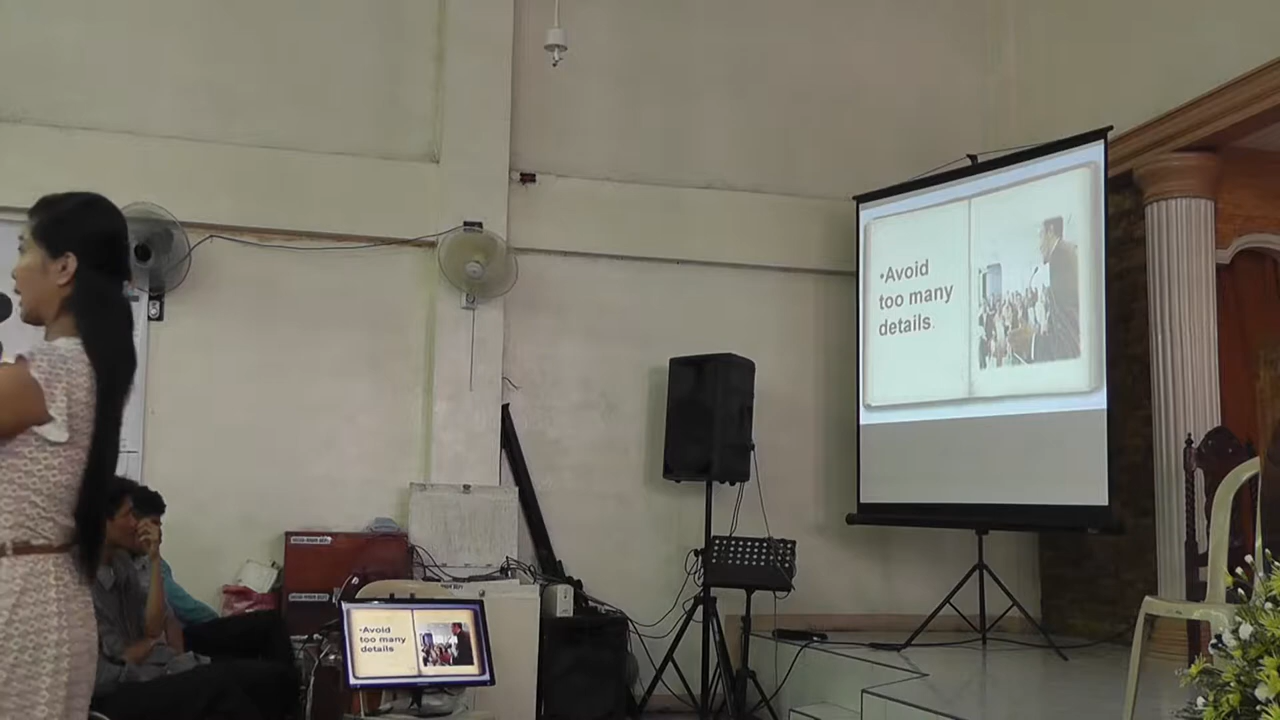 •Avoid
too many
details.
•Avoid
too many
details